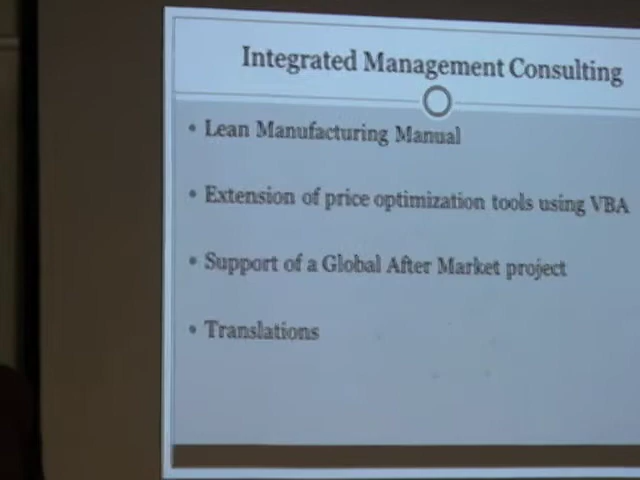 Integrated Management Consulting
• Lean Manufacturing Manual
• Extension of price optimization tools using VBA
• Support of a Global After Market project
• Translations